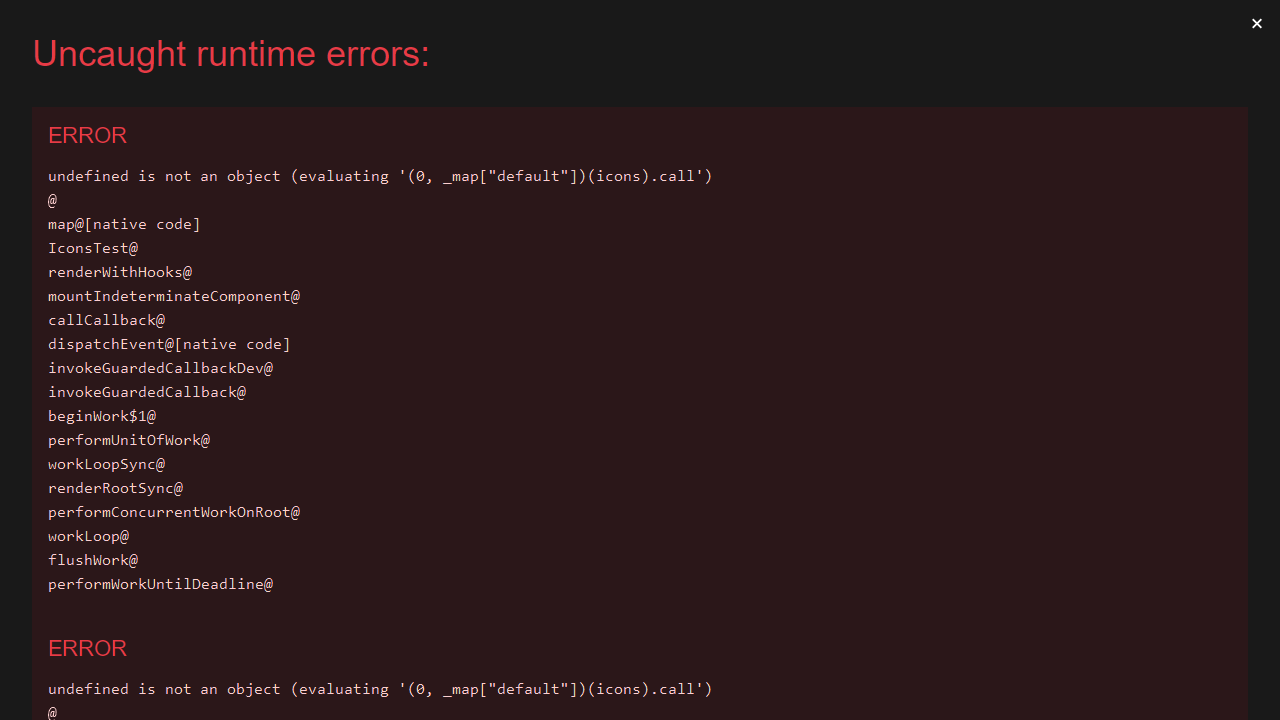 ×
Uncaught runtime errors:
ERROR
undefined is not an object (evaluating '(0, _map["default"])(icons).call')
@
map@[native code]
IconsTest@
renderWithHooks@
mountIndeterminateComponent@
callCallback@
dispatchEvent@[native code]
invokeGuardedCallbackDev@
invokeGuardedCallback@
beginWork$1@
performUnitOfWork@
workLoopSync@
renderRootSync@
performConcurrentWorkOnRoot@
workLoop@
flushWork@
performWorkUntilDeadline@
ERROR
undefined is not an object (evaluating '(0, _map["default"])(icons).call')
@